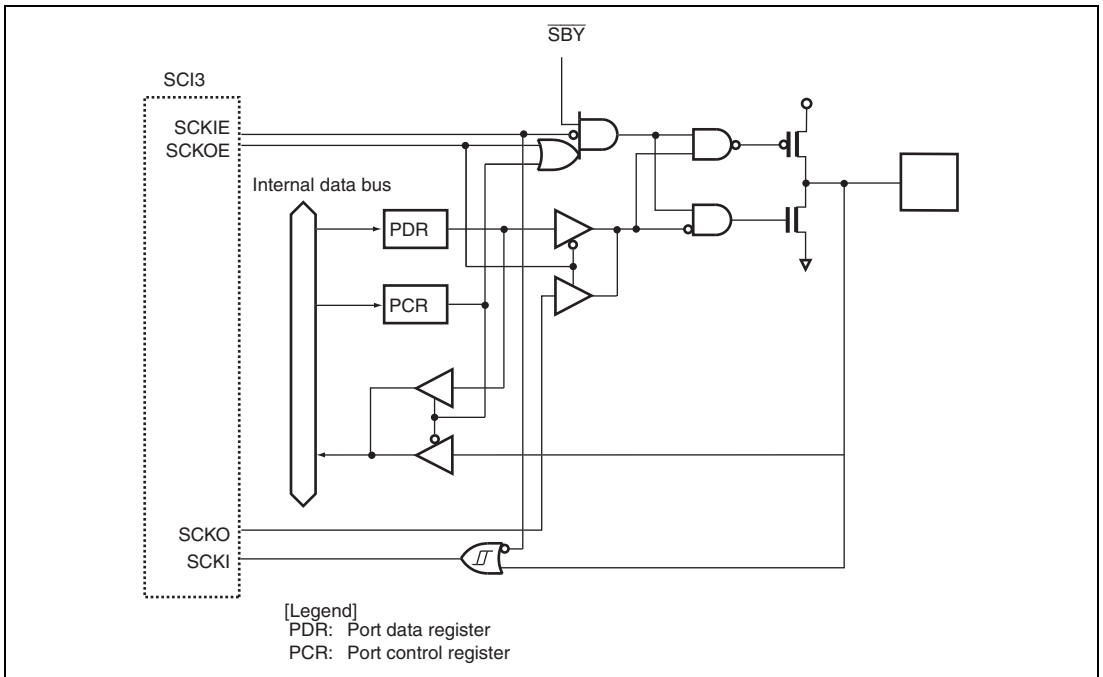 SBY
SCI3
SCKIE
SCKOE
Internal data bus
PDR
PCR
SCKO
SCKI
[Legend]
PDR: Port data register
PCR: Port control register